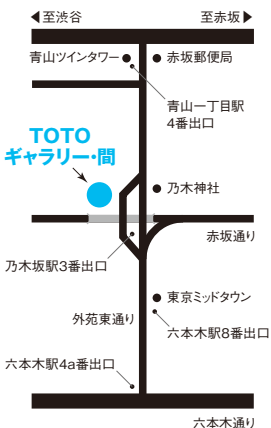 ◀至渋谷
至赤坂▶
青山ツインタワー
赤坂郵便局
青山一丁目駅
4番出口
TOTO
ギャラリー・間
乃木神社
赤坂通り
乃木坂駅3番出口
東京ミッドタウン
外苑東通り
六本木駅8番出口
六本木駅4a番出口
六本木通り